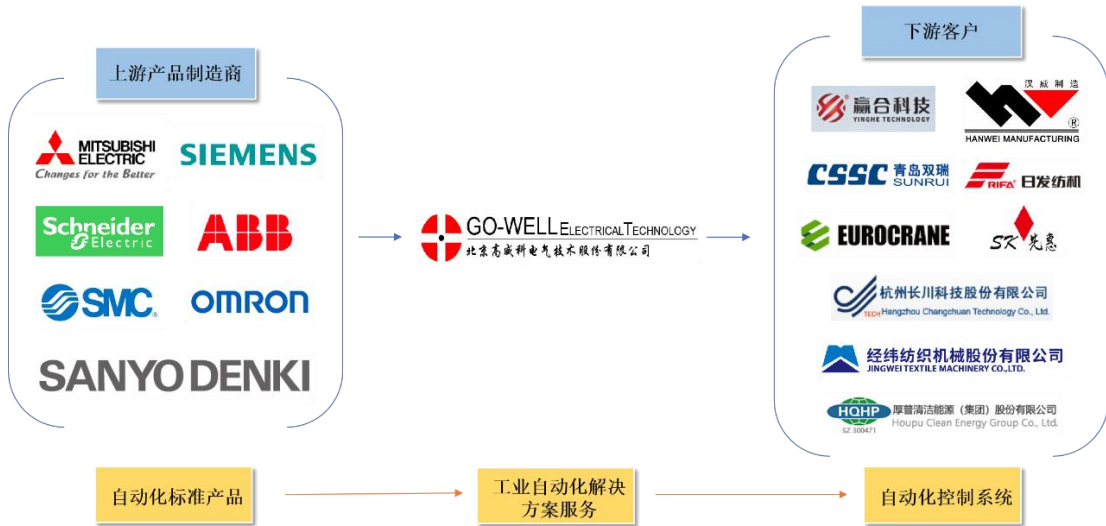 上游产品制造商
MITSUBISHI
ELECTRIC
Changes for the Better
SIEMENS
Schneider
Electric
ABB
SMC
OMRON
SANYO DENKI
GO-WELL ELECTRICAL TECHNOLOGY
北京高威科电气技术股份有限公司
下游客户
赢合科技
YINGHE TECHNOLOGY
汉威制造
®
HANWEI MANUFACTURING
CSSC 青岛双瑞
SUNRUI
RIFA 日发纺机
EUROCRANE
SK 先惠
杭州长川科技股份有限公司
TECH Hangzhou Changchuan Technology Co., Ltd.
经纬纺织机械股份有限公司
JINGWEI TEXTILE MACHINERY CO.,LTD.
HQHP 厚普清洁能源（集团）股份有限公司
SZ 300471 Houpu Clean Energy Group Co., Ltd.
自动化标准产品
工业自动化解决
方案服务
自动化控制系统